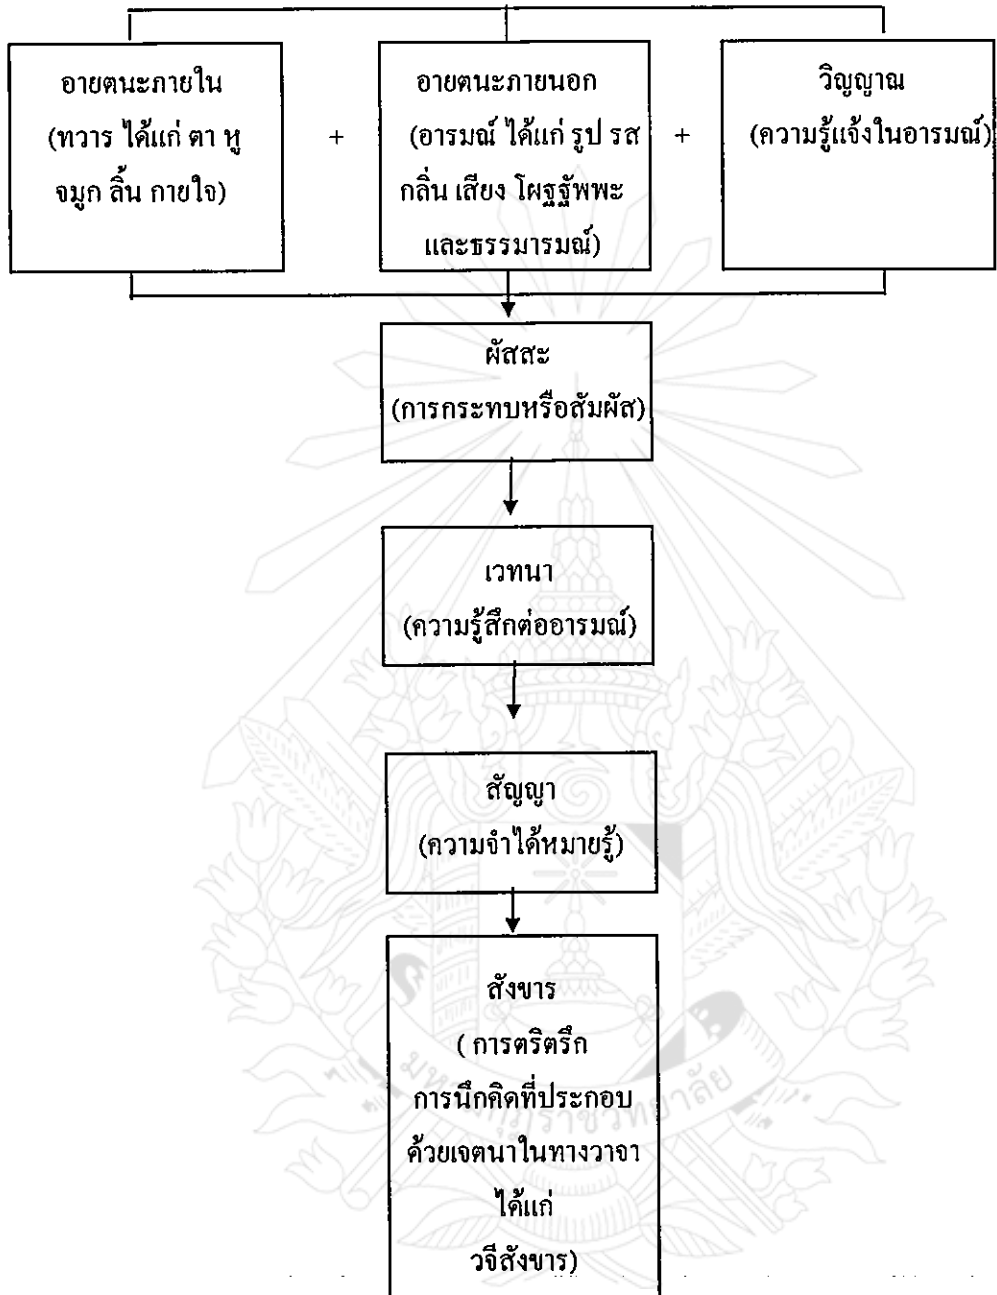 อายตนะภายใน
(ทวาร ได้แก่ ตา หู
จมูก ลิ้น กายใจ)
+
อายตนะภายนอก
(อารมณ์ ได้แก่ รูป รส
กลิ่น เสียง โผฐฐัพพะ
และธรรมารมณ์)
+
วิญญาณ
(ความรู้แจ้งในอารมณ์)
ผัสสะ
(การกระทบหรือสัมผัส)
เวทนา
(ความรู้สึกต่ออารมณ์)
สัญญา
(ความจำได้หมายรู้)
สังขาร
( การตริตรึก
การนึกคิดที่ประกอบ
ด้วยเจตนาในทางวาจา
ได้แก่
วจีสังขาร)